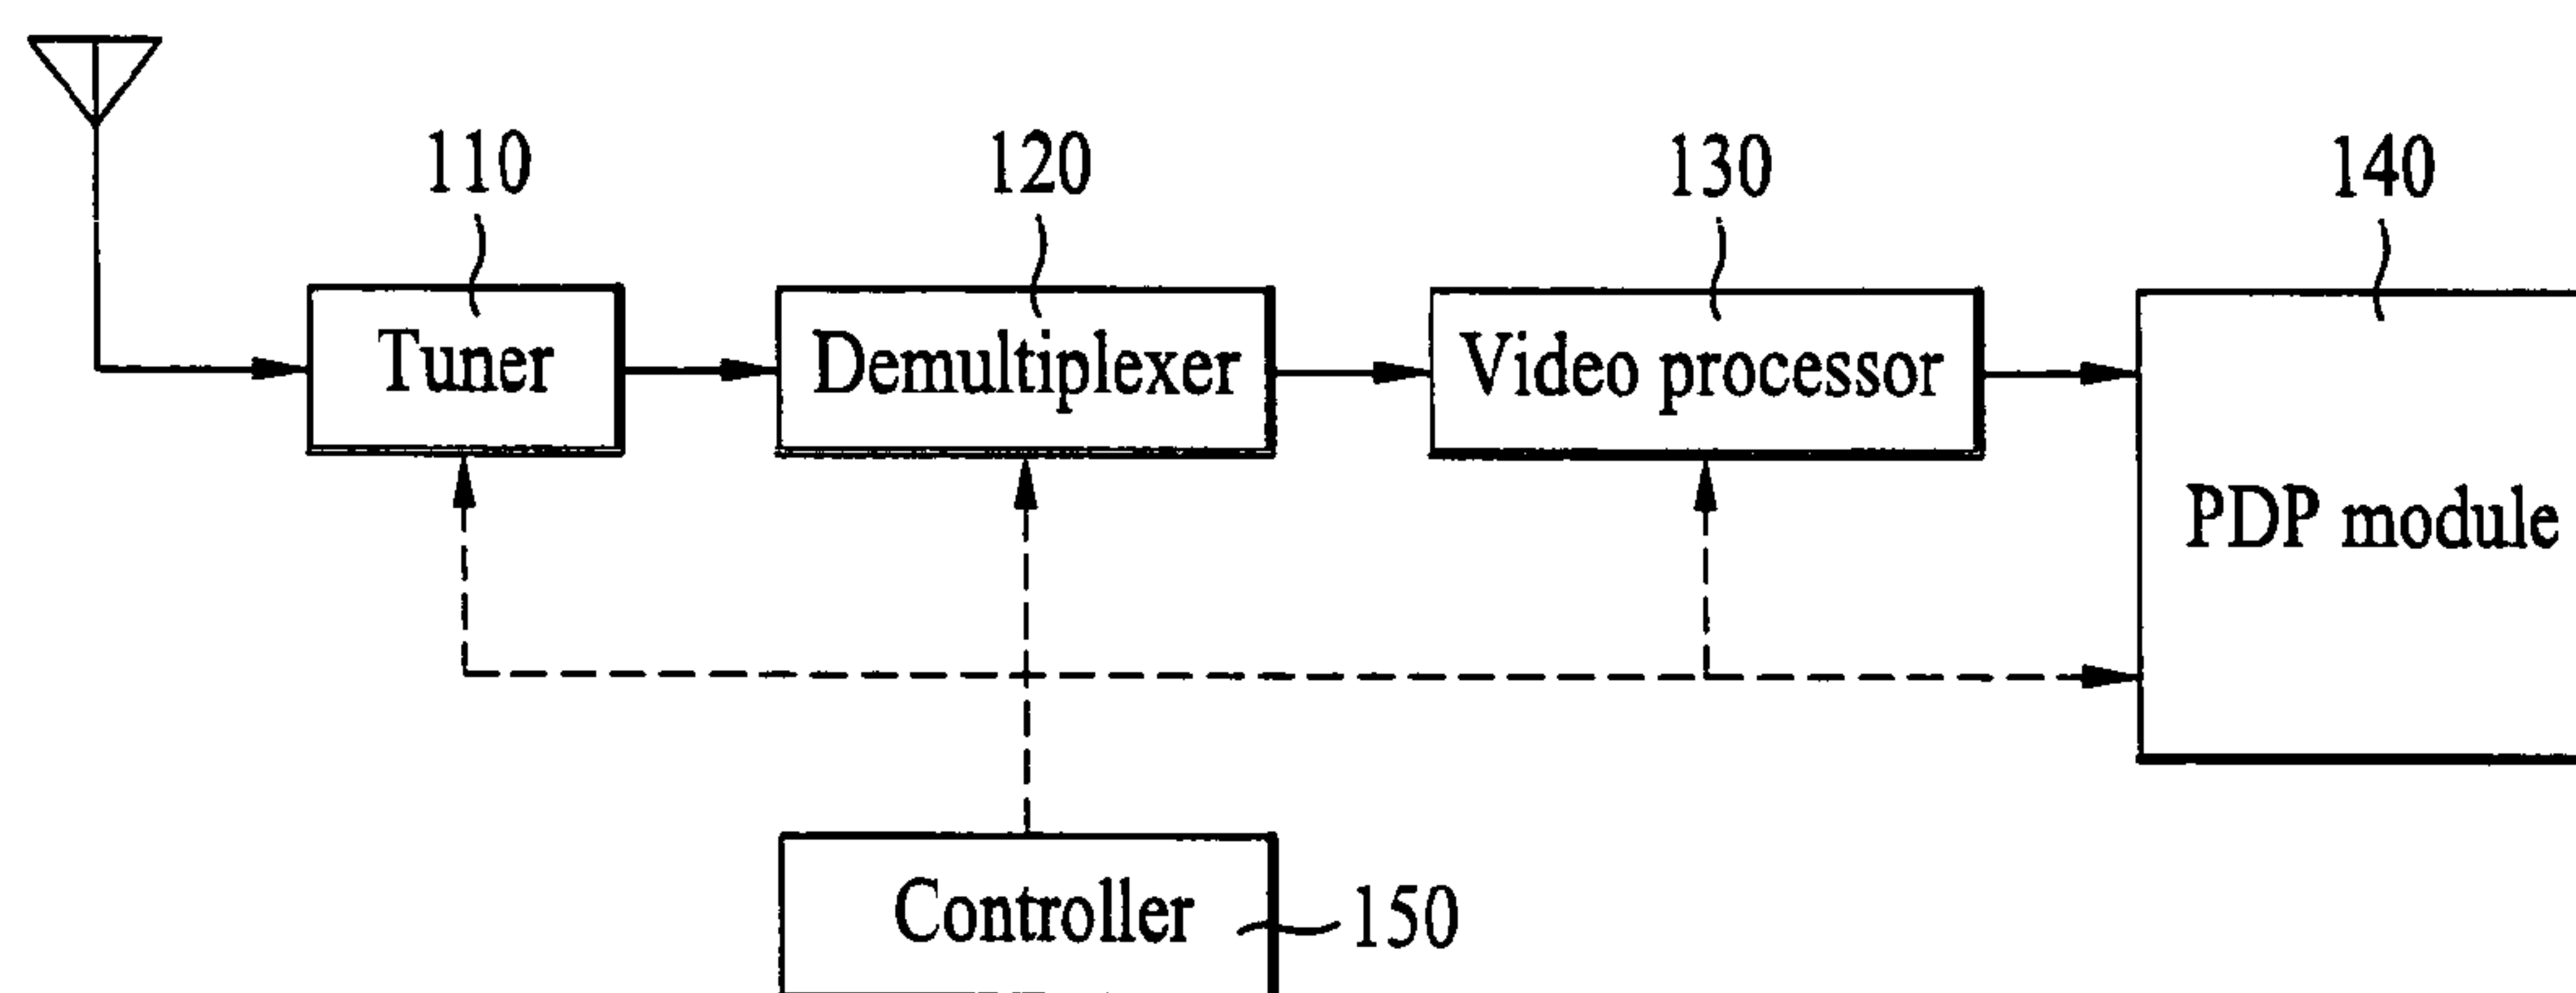 110
120
130
140
Tuner
Demultiplexer
Video processor
PDP module
Controller
150